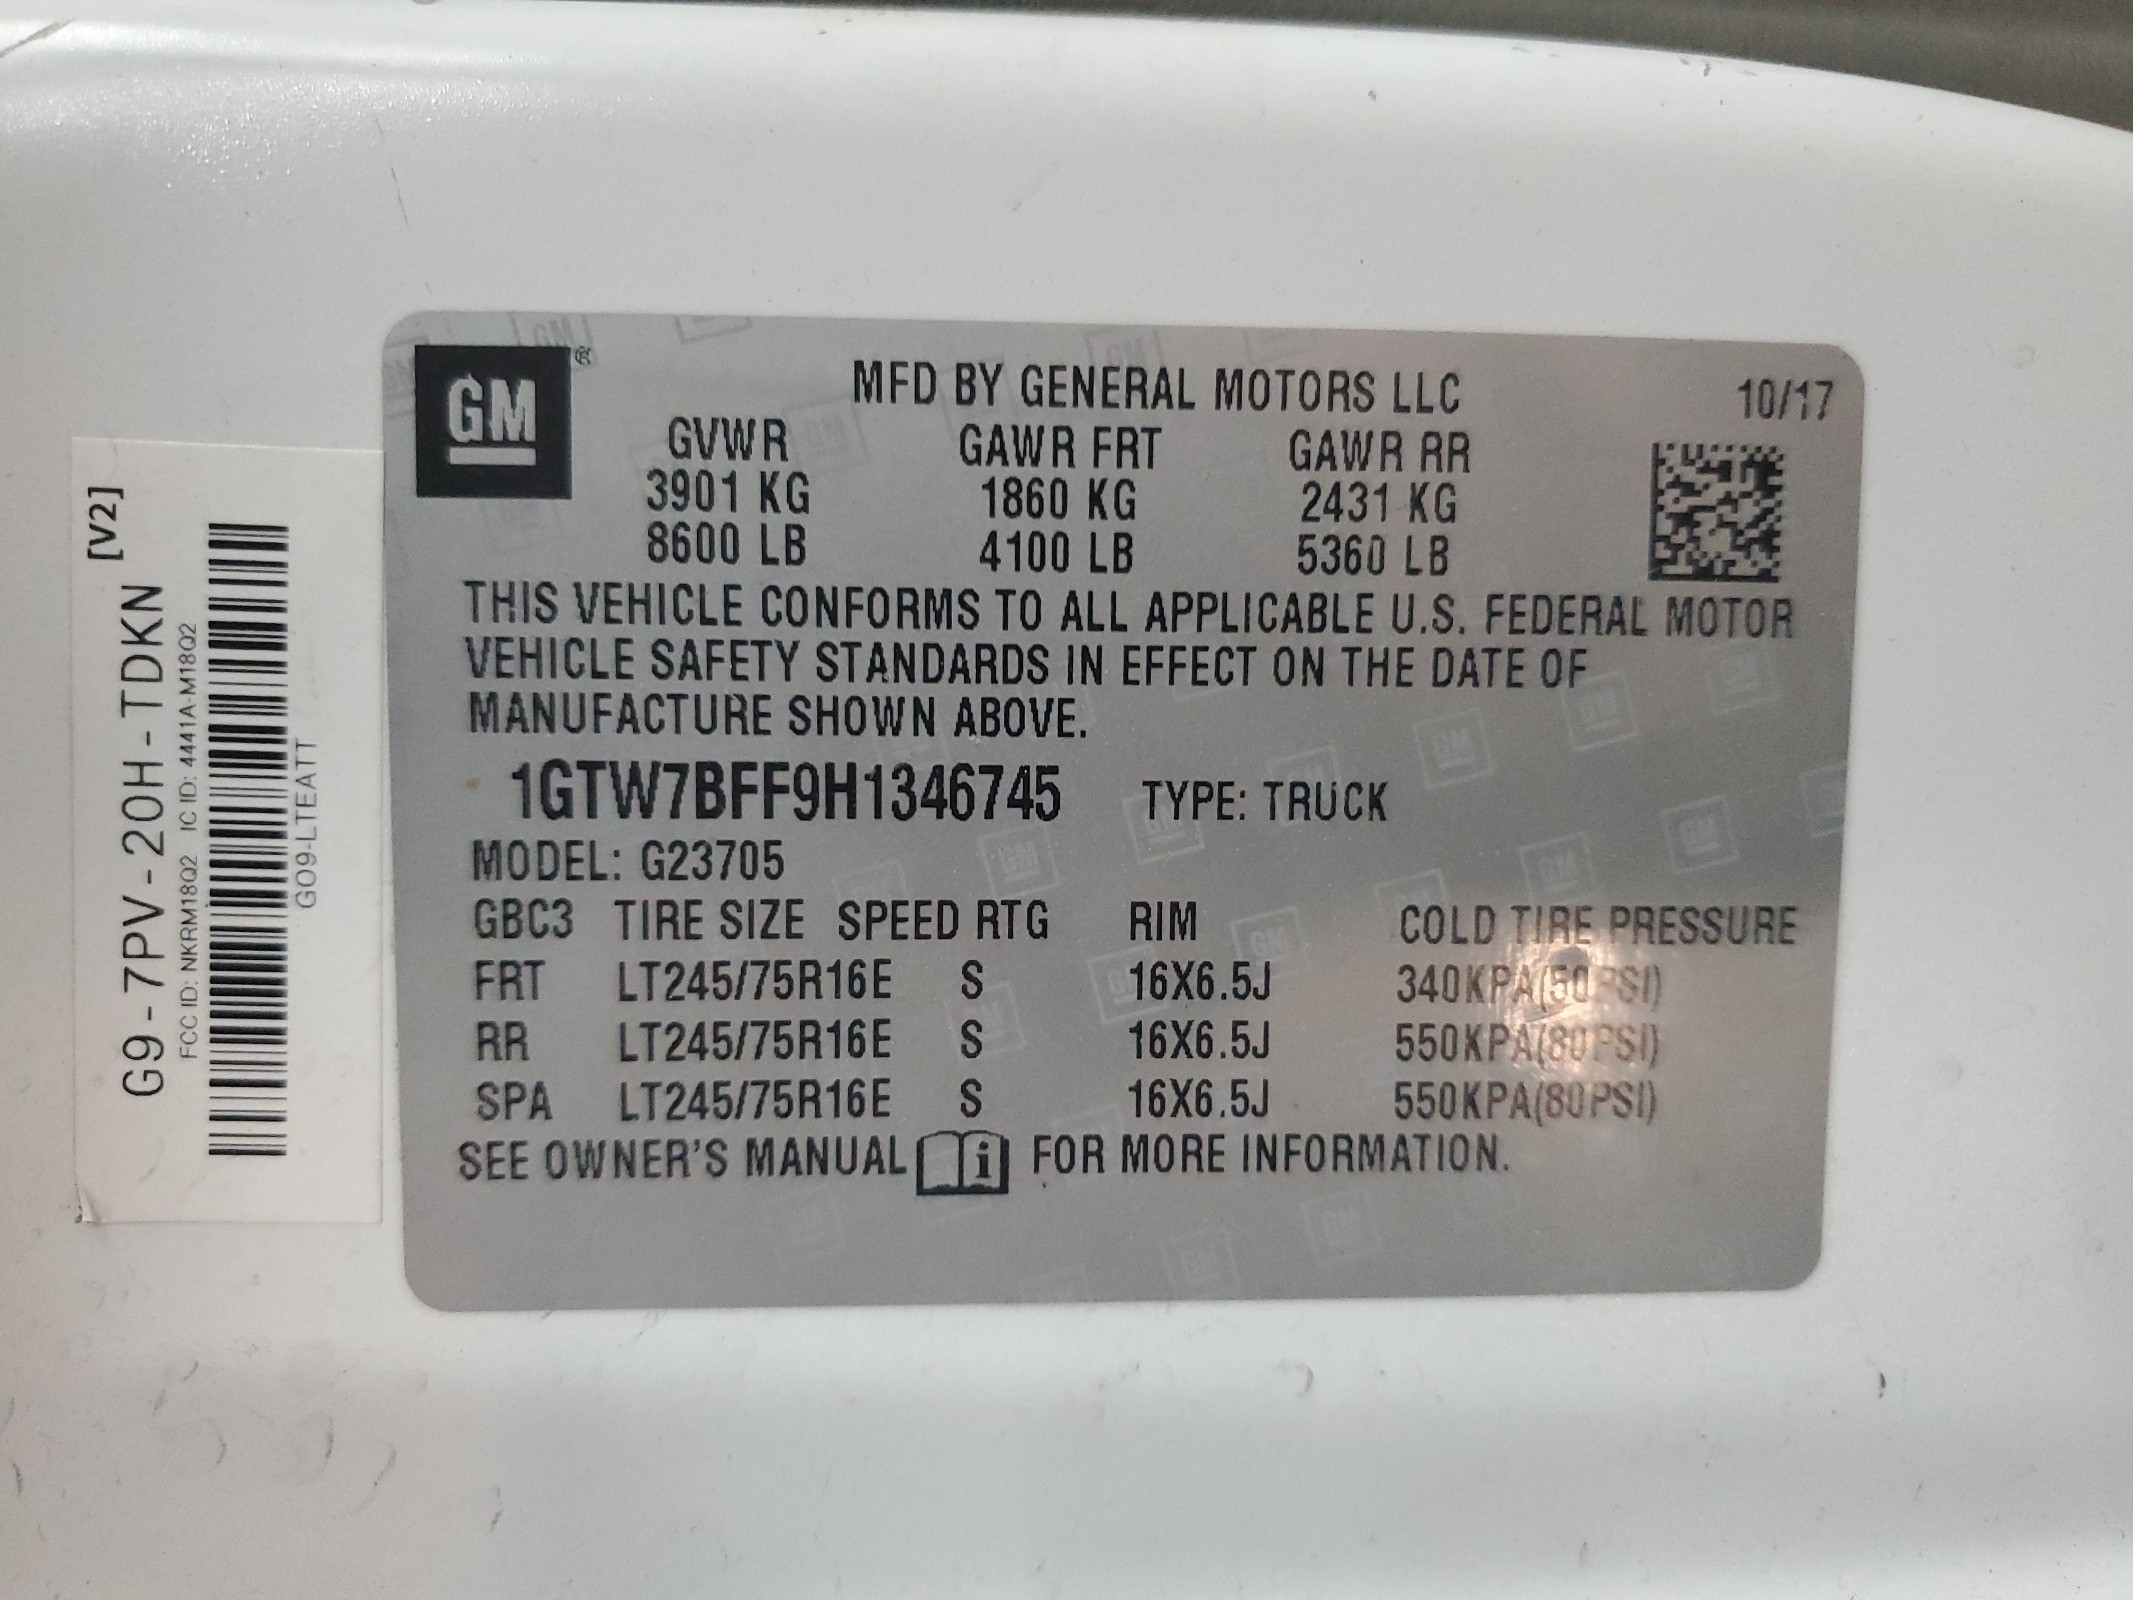 GM ®
MFD BY GENERAL MOTORS LLC 10/17
GVWR GAWR FRT GAWR RR
3901 KG 1860 KG 2431 KG
8600 LB 4100 LB 5360 LB
THIS VEHICLE CONFORMS TO ALL APPLICABLE U.S. FEDERAL MOTOR
VEHICLE SAFETY STANDARDS IN EFFECT ON THE DATE OF
MANUFACTURE SHOWN ABOVE.
1GTW7BFF9H1346745 TYPE: TRUCK
MODEL: G23705
GBC3 TIRE SIZE SPEED RTG RIM COLD TIRE PRESSURE
FRT LT245/75R16E S 16X6.5J 340KPA(50PSI)
RR LT245/75R16E S 16X6.5J 550KPA(80PSI)
SPA LT245/75R16E S 16X6.5J 550KPA(80PSI)
SEE OWNER'S MANUAL i FOR MORE INFORMATION.
G9-7PV-20H-TDKN [V2]
FCC ID: NKRM18Q2 IC ID: 4441A-M18Q2
GO9-LTEATT